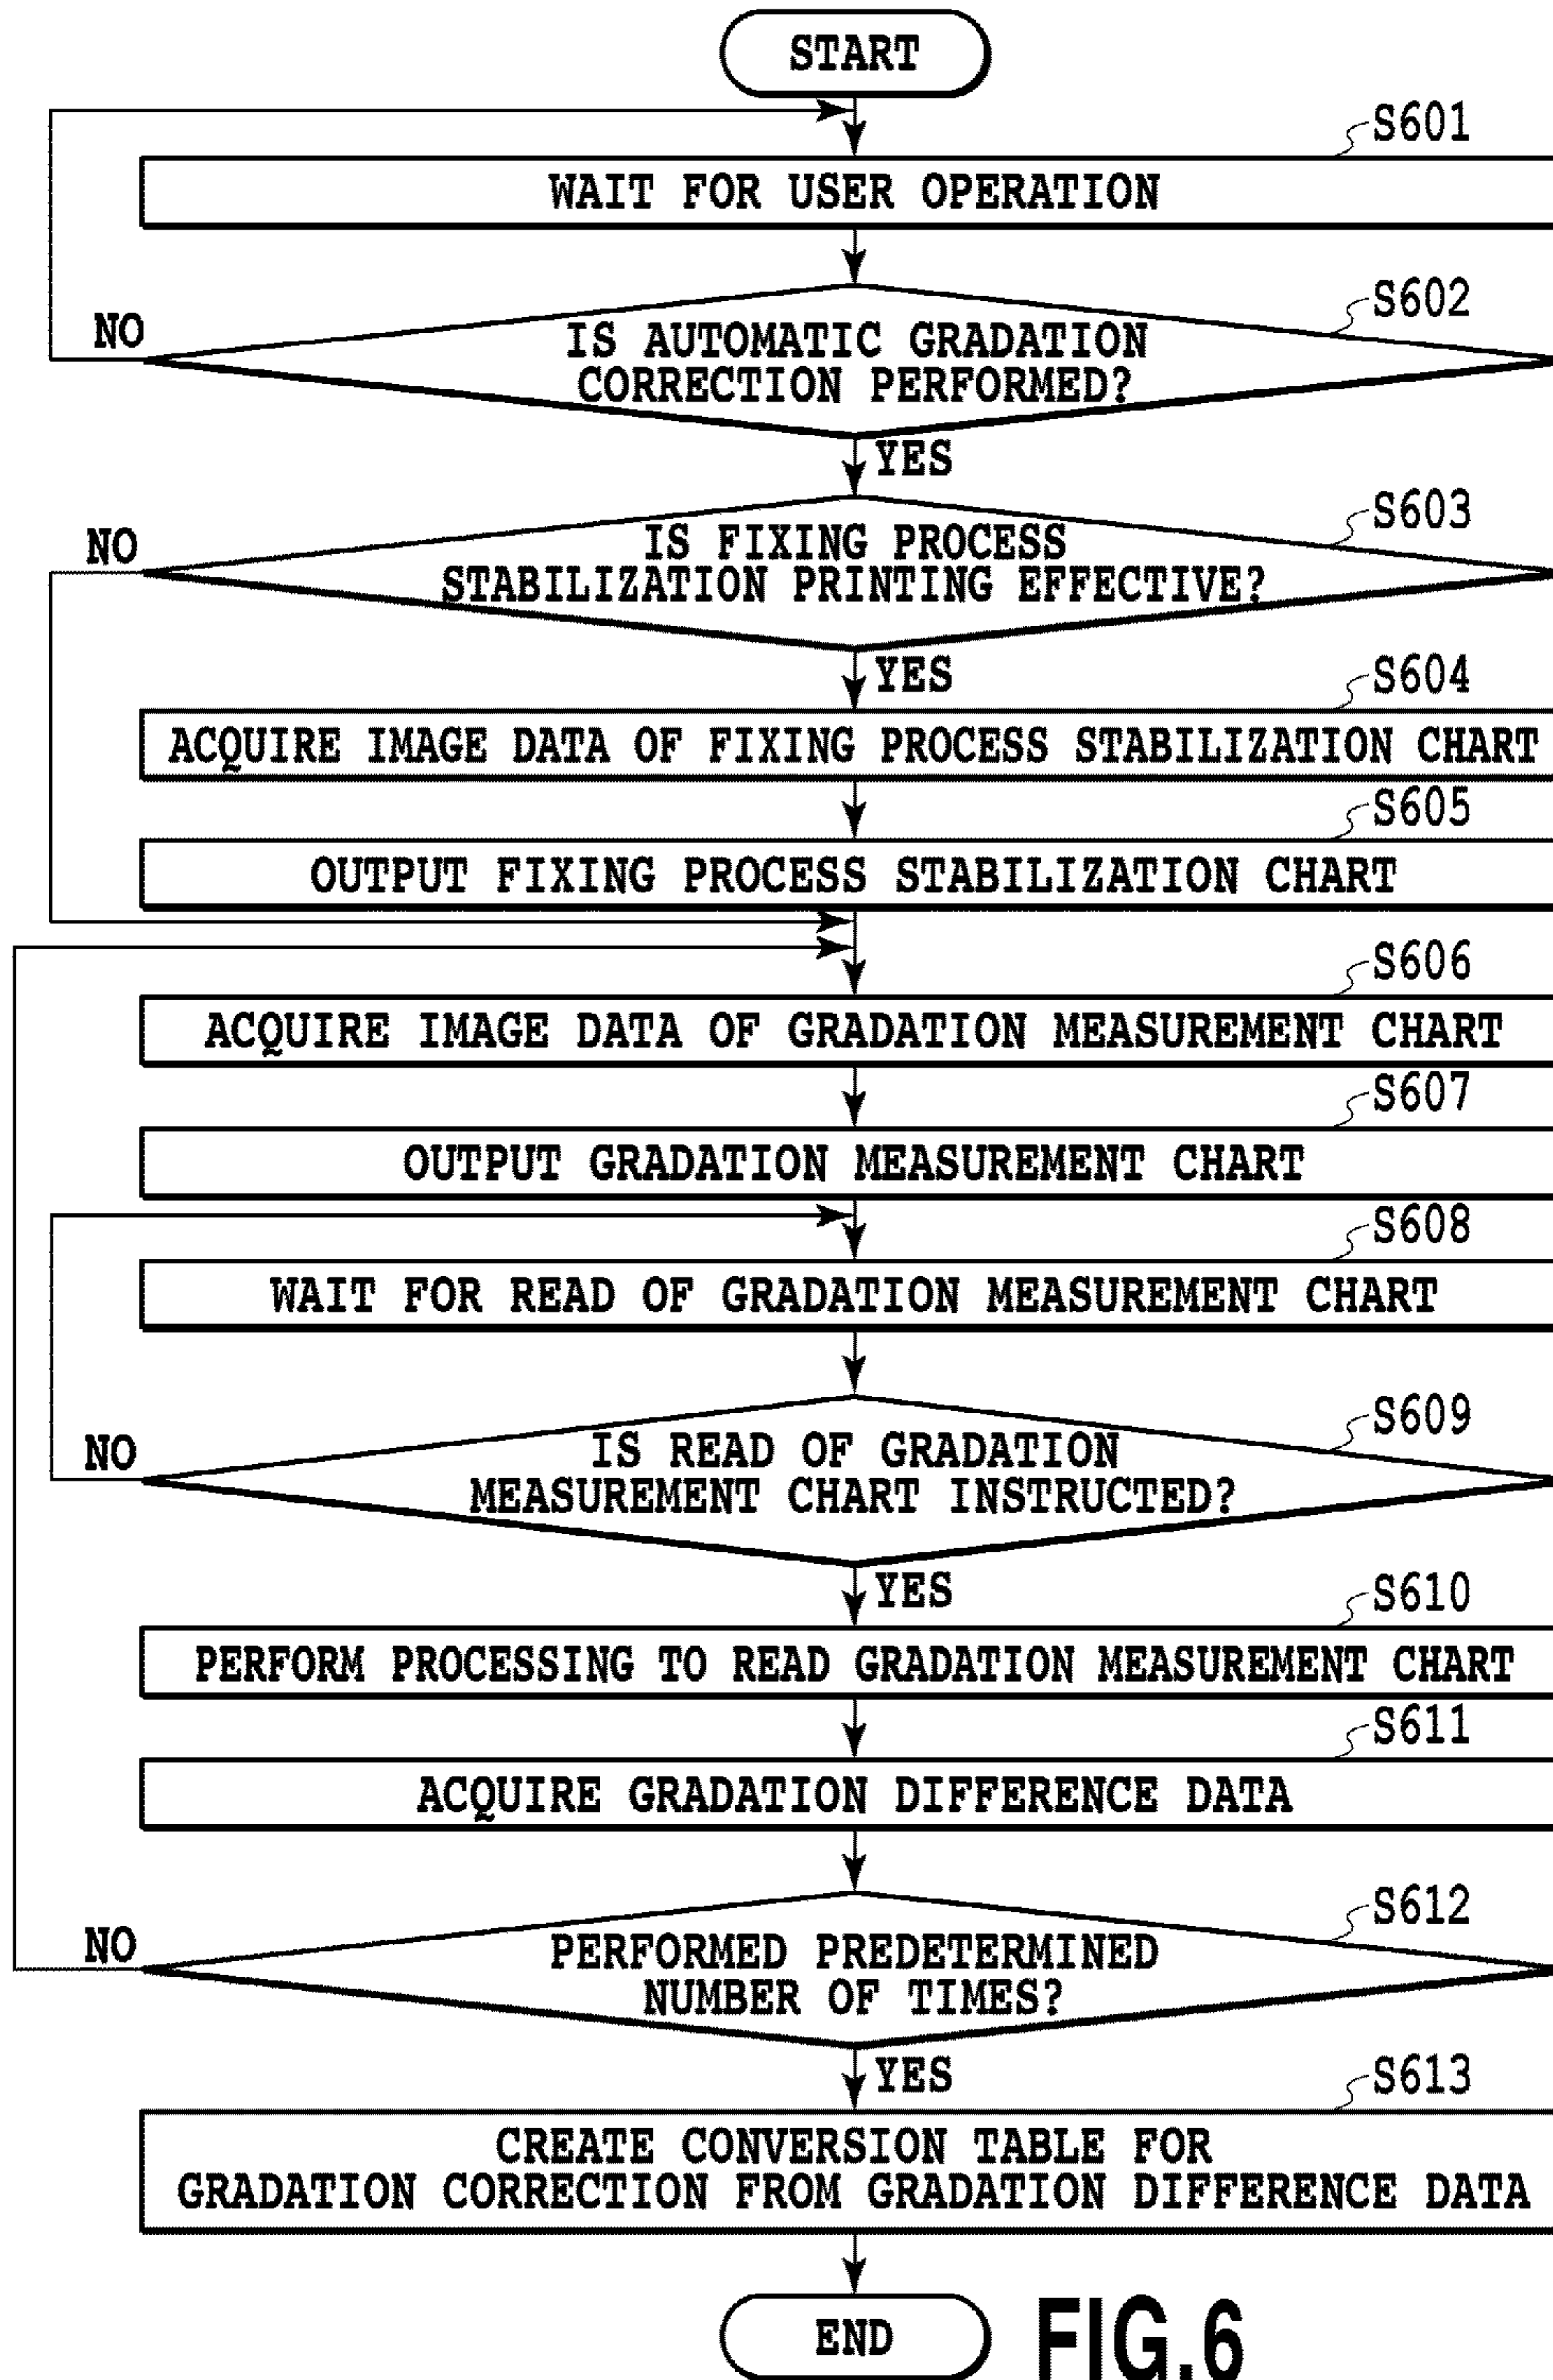 START
S601
WAIT FOR USER OPERATION
S602
NO
IS AUTOMATIC GRADATION
CORRECTION PERFORMED?
YES
S603
NO
IS FIXING PROCESS
STABILIZATION PRINTING EFFECTIVE?
YES
S604
ACQUIRE IMAGE DATA OF FIXING PROCESS STABILIZATION CHART
S605
OUTPUT FIXING PROCESS STABILIZATION CHART
S606
ACQUIRE IMAGE DATA OF GRADATION MEASUREMENT CHART
S607
OUTPUT GRADATION MEASUREMENT CHART
S608
WAIT FOR READ OF GRADATION MEASUREMENT CHART
S609
NO
IS READ OF GRADATION
MEASUREMENT CHART INSTRUCTED?
YES
S610
PERFORM PROCESSING TO READ GRADATION MEASUREMENT CHART
S611
ACQUIRE GRADATION DIFFERENCE DATA
S612
NO
PERFORMED PREDETERMINED
NUMBER OF TIMES?
YES
S613
CREATE CONVERSION TABLE FOR
GRADATION CORRECTION FROM GRADATION DIFFERENCE DATA
END
FIG.6